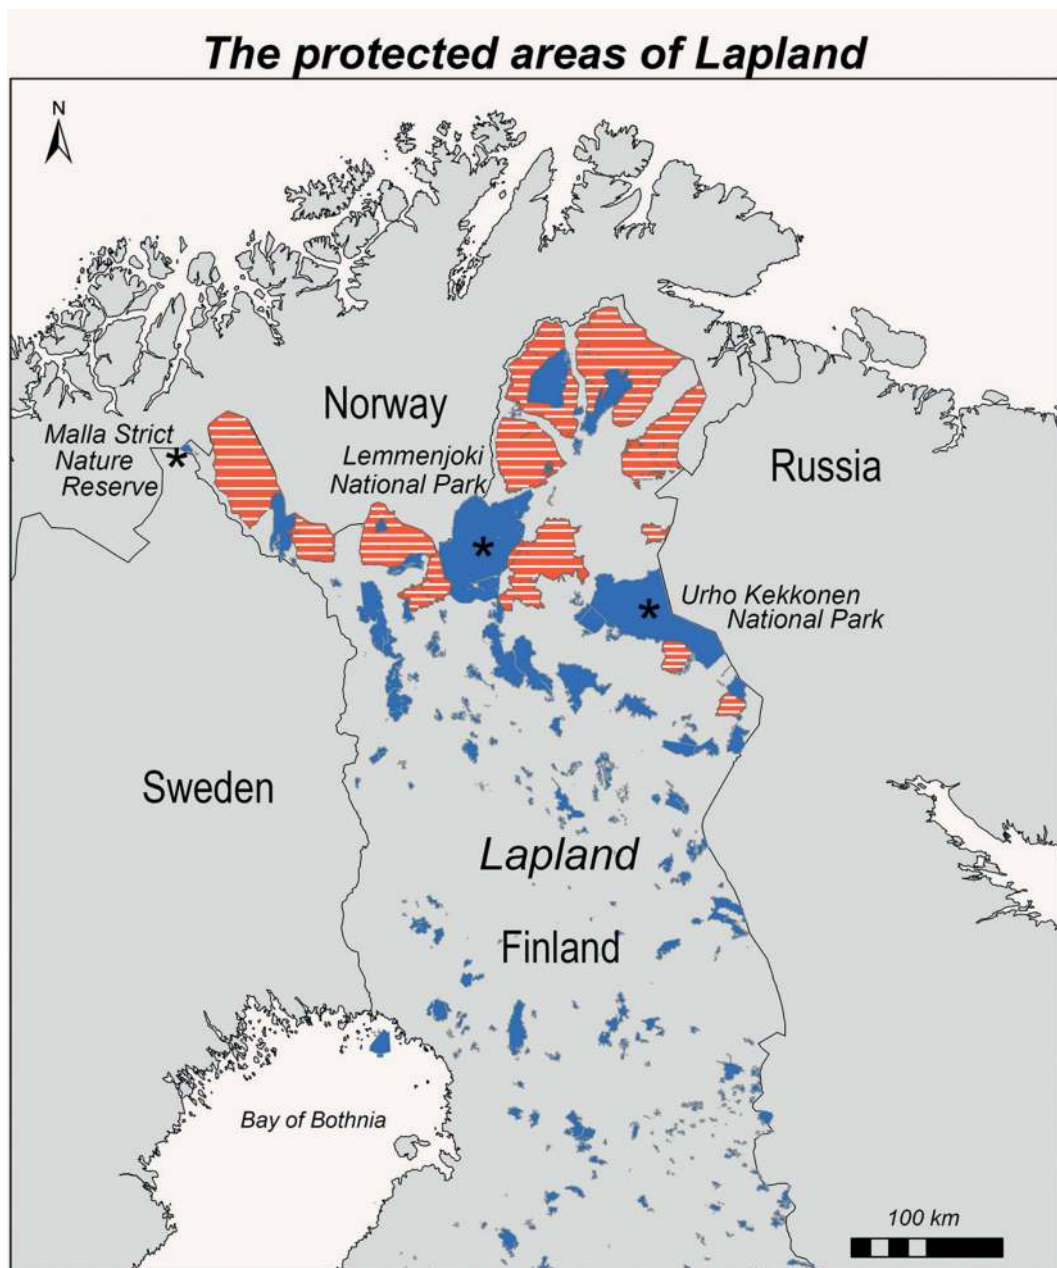 The protected areas of Lapland
N
Norway
Malla Strict
Nature
Reserve
Lemmenjoki
National Park
Russia
*
*
Urho Kekkonen
National Park
*
Sweden
Lapland
Finland
Bay of Bothnia
100 km